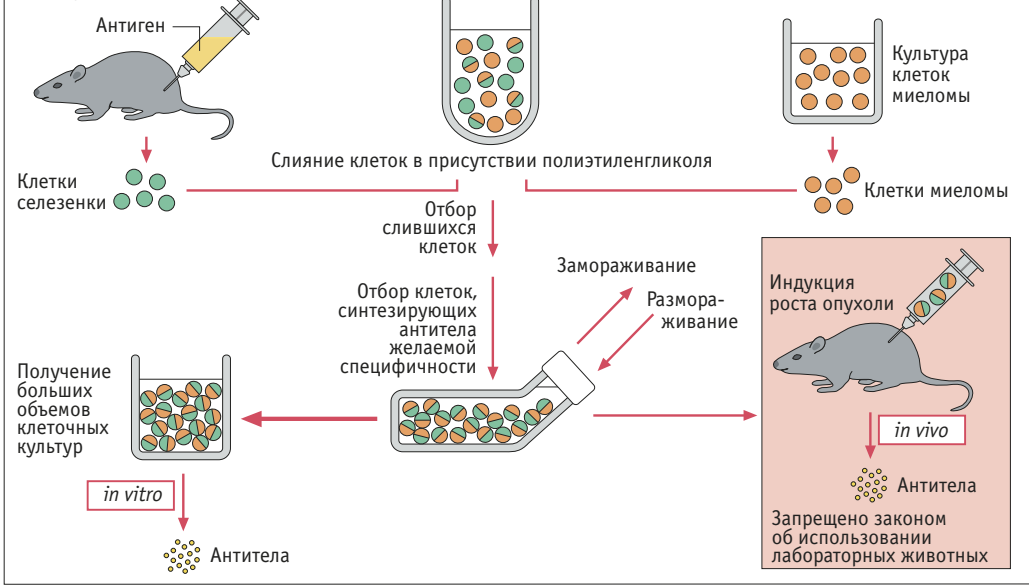 Антиген
Культура
клеток
миеломы
Слияние клеток в присутствии полиэтиленгликоля
Клетки
селезенки
Клетки миеломы
Отбор
слившихся
клеток
Замораживание
Размора-
живание
Отбор клеток,
синтезирующих
антитела
желаемой
специфичности
Индукция
роста опухоли
Получение
больших
объемов
клеточных
культур
in vivo
in vitro
Антитела
Запрещено законом
об использовании
лабораторных животных
Антитела